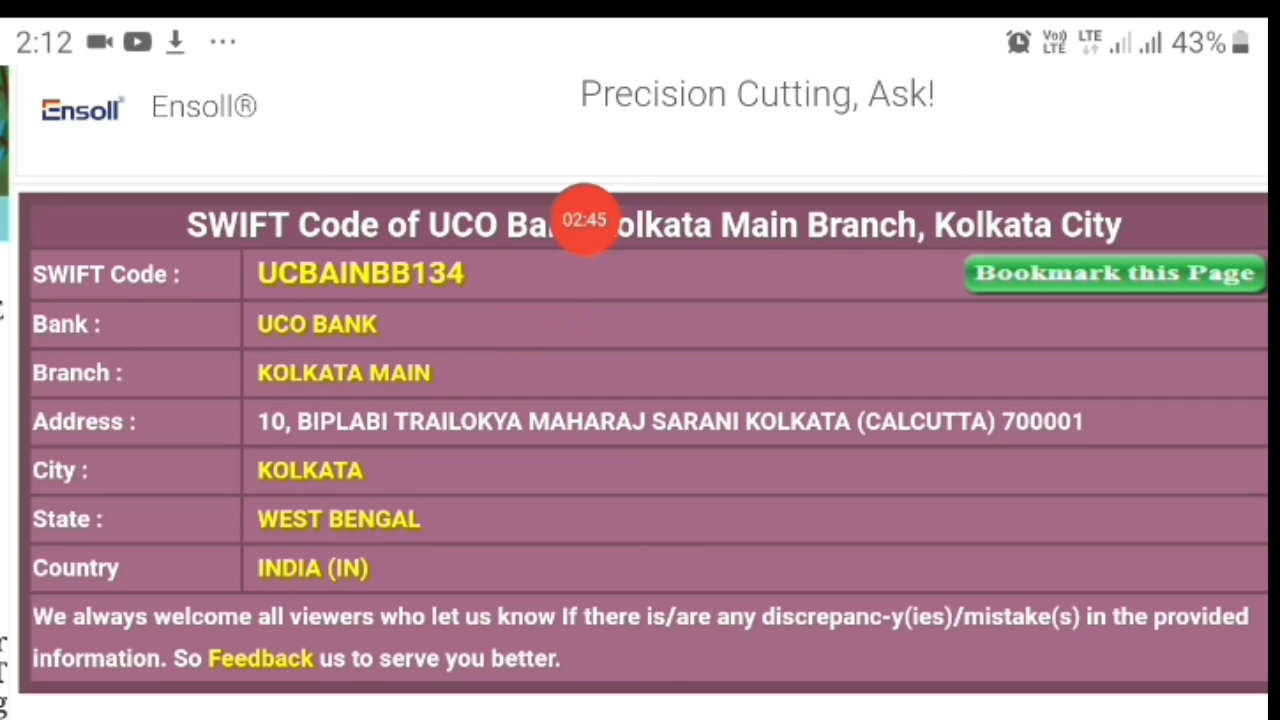 2:12 ... Vo)) LTE LTE 43%
Ensoll® Ensoll® Precision Cutting, Ask!
02:45
SWIFT Code of UCO Ba olkata Main Branch, Kolkata City
SWIFT Code : UCBAINBB134 Bookmark this Page
Bank : UCO BANK
Branch : KOLKATA MAIN
Address : 10, BIPLABI TRAILOKYA MAHARAJ SARANI KOLKATA (CALCUTTA) 700001
City : KOLKATA
State : WEST BENGAL
Country INDIA (IN)
We always welcome all viewers who let us know If there is/are any discrepanc-y(ies)/mistake(s) in the provided
information. So Feedback us to serve you better.